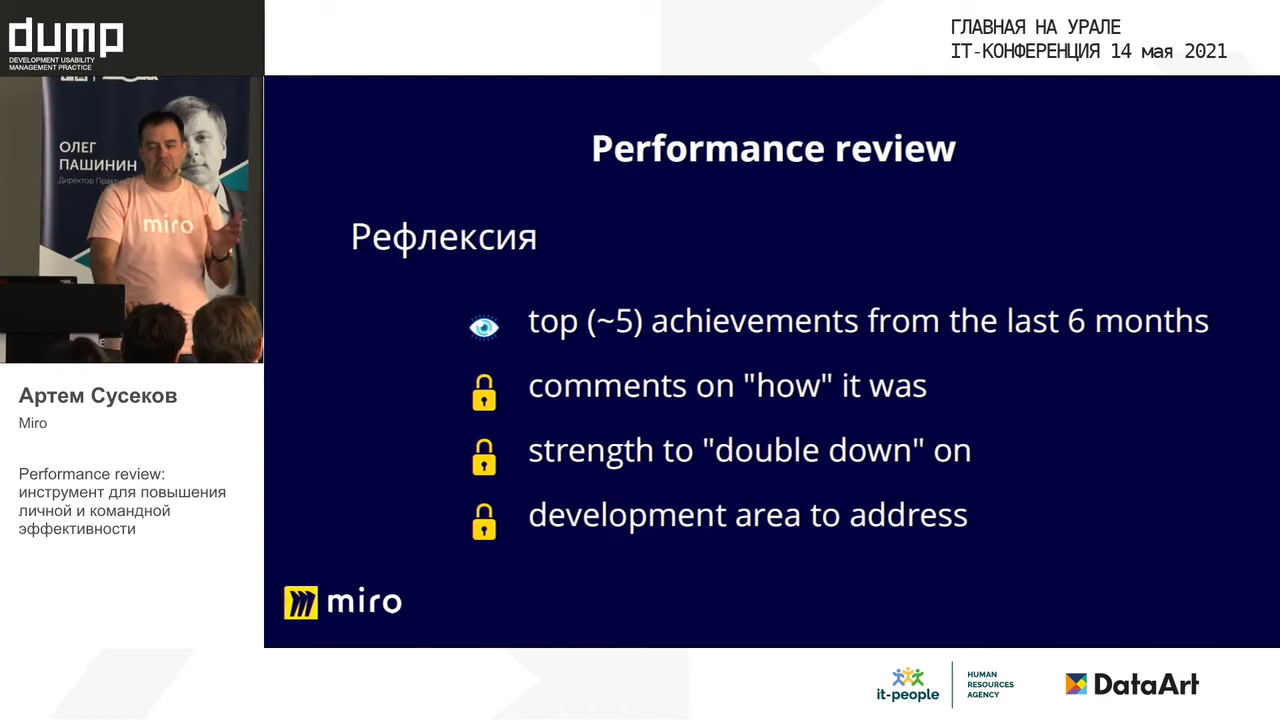 dump
DEVELOPMENT USABILITY
MANAGEMENT PRACTICE
ГЛАВНАЯ НА УРАЛЕ
IT-КОНФЕРЕНЦИЯ 14 мая 2021
ОЛЕГ
ПАШИНИН
Директор
miro
Performance review
Рефлексия
top (~5) achievements from the last 6 months
comments on "how" it was
strength to "double down" on
development area to address
miro
Артем Сусеков
Miro
Performance review:
инструмент для повышения
личной и командной
эффективности
it-people
HUMAN
RESOURCES
AGENCY
DataArt